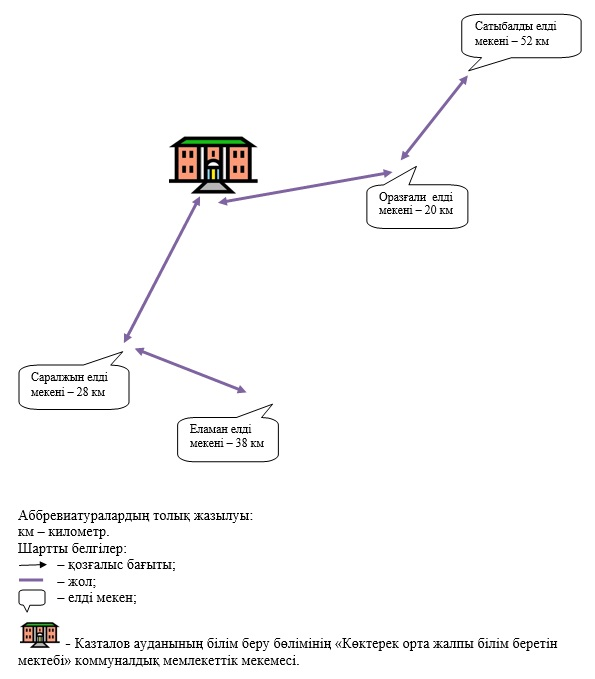 Сатыбалды елді
мекені – 52 км
Оразғали елді
мекені – 20 км
Саралжын елді
мекені – 28 км
Еламан елді
мекені – 38 км
Аббревиатуралардың толық жазылуы:
км – километр.
Шартты белгілер:
– қозғалыс бағыты;
– жол;
– елді мекен;
- Казталов ауданының білім беру бөлімінің «Көктерек орта жалпы білім беретін
мектебі» коммуналдық мемлекеттік мекемесі.